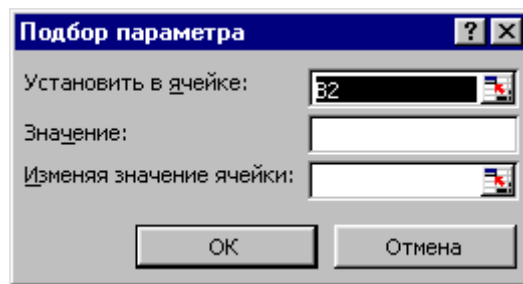 Подбор параметра
Установить в ячейке: B2
Значение:
Изменяя значение ячейки:
OK Отмена